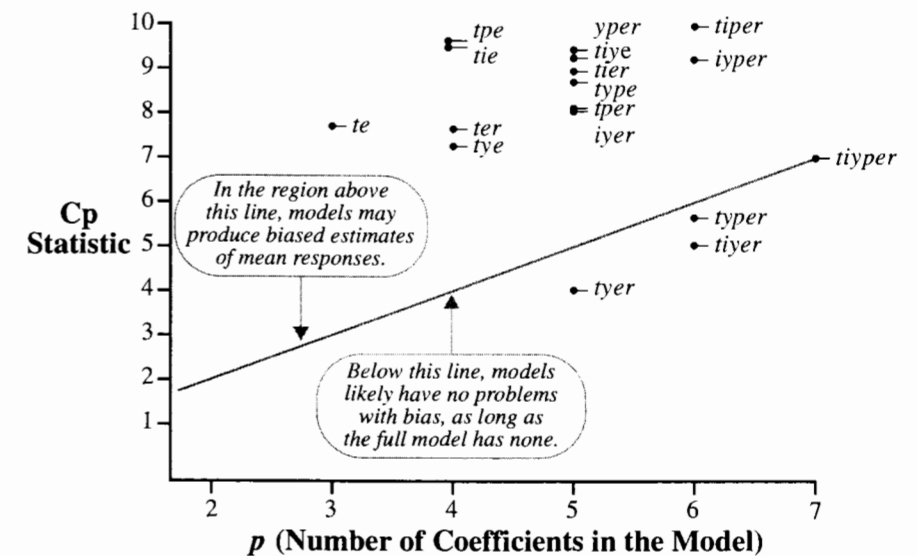 10
9
8
7
6
5
4
3
2
1
Cp
Statistic
tpe
tie
yper
tiye
tier
type
tper
iyer
tiper
iyper
te
ter
tye
tiyper
typer
tiyer
tyer
In the region above
this line, models may
produce biased estimates
of mean responses.
Below this line, models
likely have no problems
with bias, as long as
the full model has none.
2 3 4 5 6 7
p (Number of Coefficients in the Model)